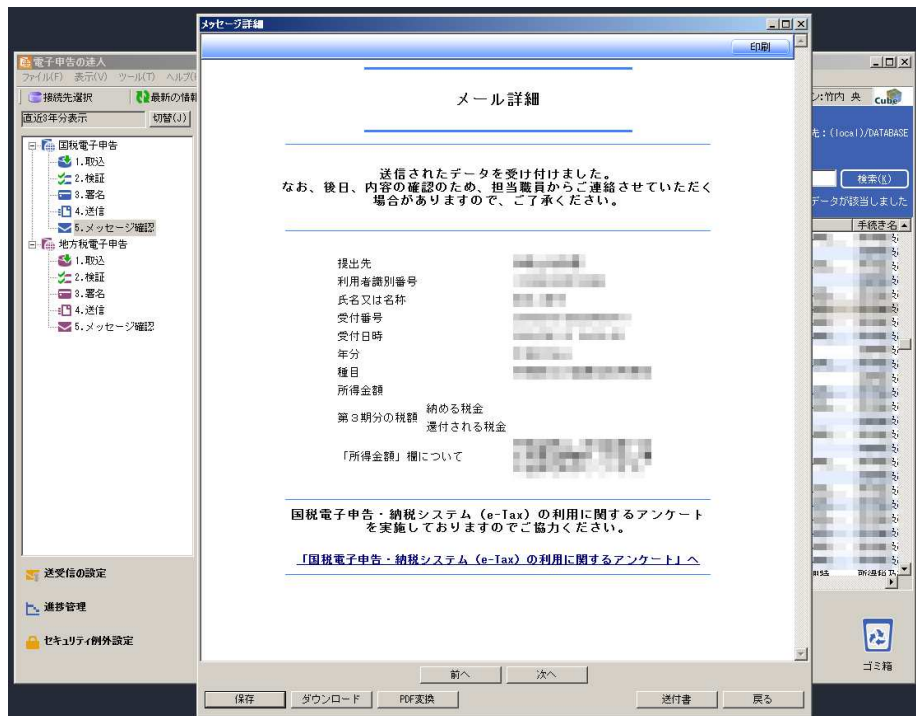 メッセージ詳細
印刷
電子申告の達人
ファイル(F) 表示(V) ツール(T) ヘルプ(
接続先選択
最新の情報
直近3年分表示
切替(J)
国税電子申告
1.取込
2.検証
3.署名
4.送信
5.メッセージ確認
地方税電子申告
1.取込
2.検証
3.署名
4.送信
5.メッセージ確認
送受信の設定
進捗管理
セキュリティ例外設定
メール詳細
送信されたデータを受け付けました。
なお、後日、内容の確認のため、担当職員からご連絡させていただく
場合がありますので、ご了承ください。
提出先
利用者識別番号
氏名又は名称
受付番号
受付日時
年分
種目
所得金額
第3期分の税額
納める税金
還付される税金
「所得金額」欄について
国税電子申告・納税システム(e-Tax)の利用に関するアンケート
を実施しておりますのでご協力ください。
「国税電子申告・納税システム(e-Tax)の利用に関するアンケート」へ
前へ
次へ
保存
ダウンロード
PDF変換
送付書
戻る
ン:竹内 央
Cube
先:(local)/DATABASE
検索(K)
データが該当しました
手続き名
ゴミ箱